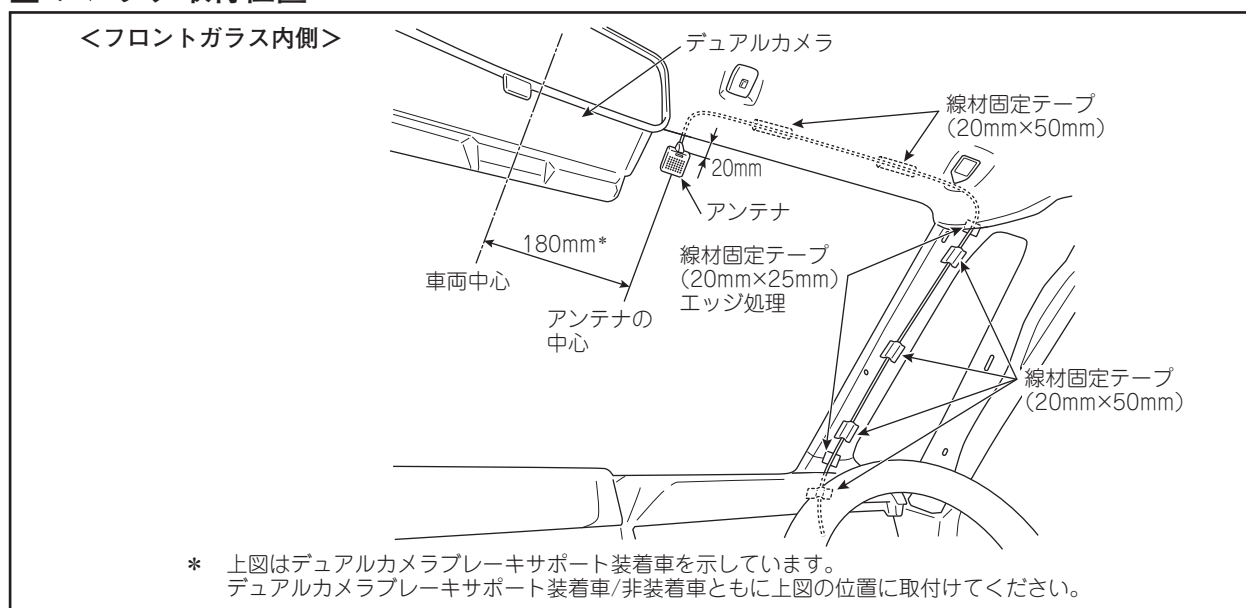 ＜フロントガラス内側＞
デュアルカメラ
線材固定テープ
（20mm×50mm）
20mm
アンテナ
180mm*
線材固定テープ
（20mm×25mm）
エッジ処理
車両中心
アンテナの
中心
線材固定テープ
（20mm×50mm）
* 上図はデュアルカメラブレーキサポート装着車を示しています。
デュアルカメラブレーキサポート装着車/非装着車ともに上図の位置に取付けてください。